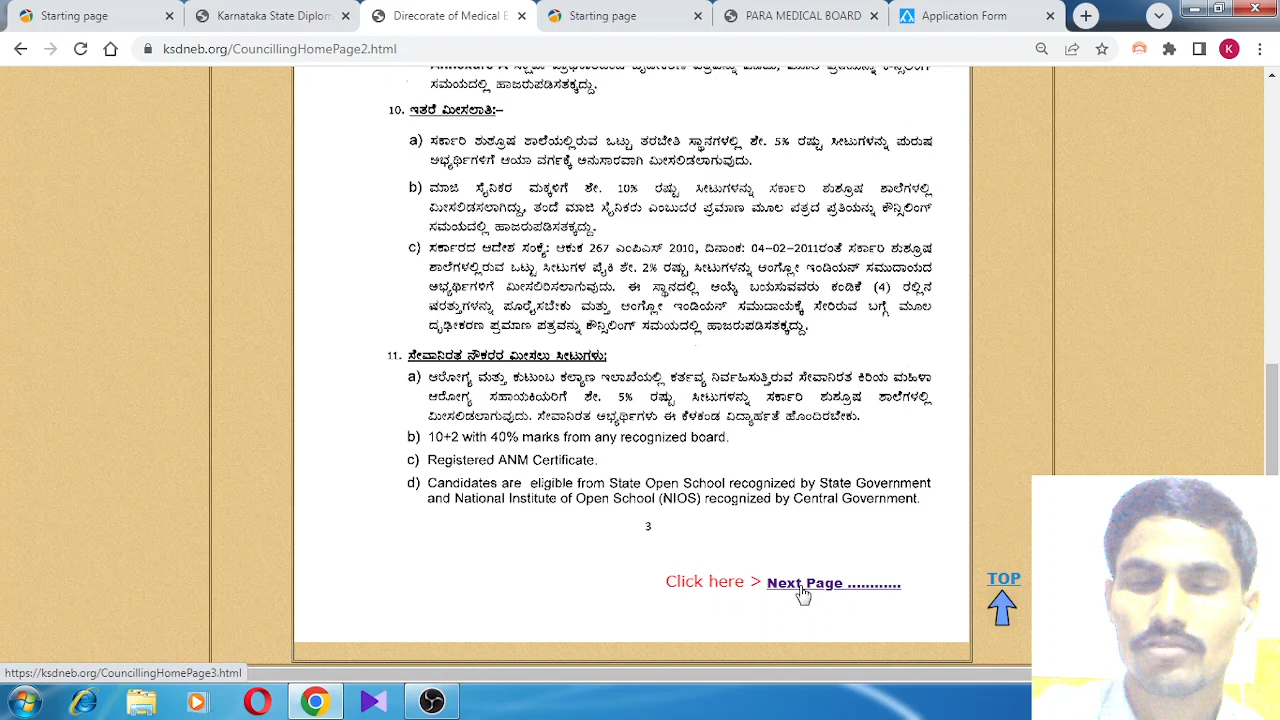 Starting page
Karnataka State Diplom
Direcorate of Medical E
Starting page
PARA MEDICAL BOARD
Application Form
ksdneb.org/CouncillingHomePage2.html
K
ಸಮಯದಲ್ಲಿ ಹಾಜರುಪಡಿಸತಕ್ಕದ್ದು.
10. ಇತರೆ ಮೀಸಲಾತಿ:–
a) ಸರ್ಕಾರಿ ಶುಶ್ರೂಷ ಶಾಲೆಯಲ್ಲಿರುವ ಒಟ್ಟು ತರಬೇತಿ ಸ್ಥಾನಗಳಲ್ಲಿ ಶೇ. 5% ರಷ್ಟು ಸೀಟುಗಳನ್ನು ಪುರುಷ
ಅಭ್ಯರ್ಥಿಗಳಿಗೆ ಆಯಾ ವರ್ಗಕ್ಕೆ ಅನುಸಾರವಾಗಿ ಮೀಸಲಿಡಲಾಗುವುದು.
b) ಮಾಜಿ ಸೈನಿಕರ ಮಕ್ಕಳಿಗೆ ಶೇ. 10% ರಷ್ಟು ಸೀಟುಗಳನ್ನು ಸರ್ಕಾರಿ ಶುಶ್ರೂಷ ಶಾಲೆಗಳಲ್ಲಿ
ಮೀಸಲಿಡಸಲಾಗಿದ್ದು, ತಂದೆ ಮಾಜಿ ಸೈನಿಕರು ಎಂಬುವರ ಪ್ರಮಾಣ ಮೂಲ ಪತ್ರದ ಪ್ರತಿಯನ್ನು ಕೌನ್ಸಿಲಿಂಗ್
ಸಮಯದಲ್ಲಿ ಹಾಜರುಪಡಿಸತಕ್ಕದ್ದು.
c) ಸರ್ಕಾರದ ಆದೇಶ ಸಂಕ್ಯೆ: ಆಕುಕ 267 ಎಂಪಿಎಸ್ 2010, ದಿನಾಂಕ: 04–02–2011ರಂತೆ ಸರ್ಕಾರಿ ಶುಶ್ರೂಷ
ಶಾಲೆಗಳಲ್ಲಿರುವ ಒಟ್ಟು ಸೀಟುಗಳ ಪೈಕಿ ಶೇ. 2% ರಷ್ಟು ಸೀಟುಗಳನ್ನು ಆಂಗ್ಲೋ ಇಂಡಿಯನ್ ಸಮುದಾಯದ
ಅಭ್ಯರ್ಥಿಗಳಿಗೆ ಮೀಸಲಿರಿಸಲಾಗುವುದು. ಈ ಸ್ಥಾನದಲ್ಲಿ ಆಯ್ಕೆ ಬಯಸುವವರು ಕಂಡಿಕೆ (4) ರಲ್ಲಿನ
ಷರತ್ತುಗಳನ್ನು ಪೂರೈಸಬೇಕು ಮತ್ತು ಆಂಗ್ಲೋ ಇಂಡಿಯನ್ ಸಮುದಾಯಕ್ಕೆ ಸೇರಿರುವ ಬಗ್ಗೆ ಮೂಲ
ದೃಢೀಕರಣ ಪ್ರಮಾಣ ಪತ್ರವನ್ನು ಕೌನ್ಸಿಲಿಂಗ್ ಸಮಯದಲ್ಲಿ ಹಾಜರುಪಡಿಸತಕ್ಕದ್ದು.
11. ಸೇವಾನಿರತ ನೌಕರರ ಮೀಸಲು ಸೀಟುಗಳು:
a) ಆರೋಗ್ಯ ಮತ್ತು ಕುಟುಂಬ ಕಲ್ಯಾಣ ಇಲಾಖೆಯಲ್ಲಿ ಕರ್ತವ್ಯ ನಿರ್ವಹಿಸುತ್ತಿರುವ ಸೇವಾನಿರತ ಕಿರಿಯ ಮಹಿಳಾ
ಆರೋಗ್ಯ ಸಹಾಯಕಿಯರಿಗೆ ಶೇ. 5% ರಷ್ಟು ಸೀಟುಗಳನ್ನು ಸರ್ಕಾರಿ ಶುಶ್ರೂಷ ಶಾಲೆಗಳಲ್ಲಿ
ಮೀಸಲಿಡಲಾಗುವುದು. ಸೇವಾನಿರತ ಅಭ್ಯರ್ಥಿಗಳು ಈ ಕೆಳಕಂಡ ವಿದ್ಯಾರ್ಹತೆ ಹೊಂದಿರಬೇಕು.
b) 10+2 with 40% marks from any recognized board.
c) Registered ANM Certificate.
d) Candidates are eligible from State Open School recognized by State Government
and National Institute of Open School (NIOS) recognized by Central Government.
3
Click here > Next Page ............
TOP
https://ksdneb.org/CouncillingHomePage3.html